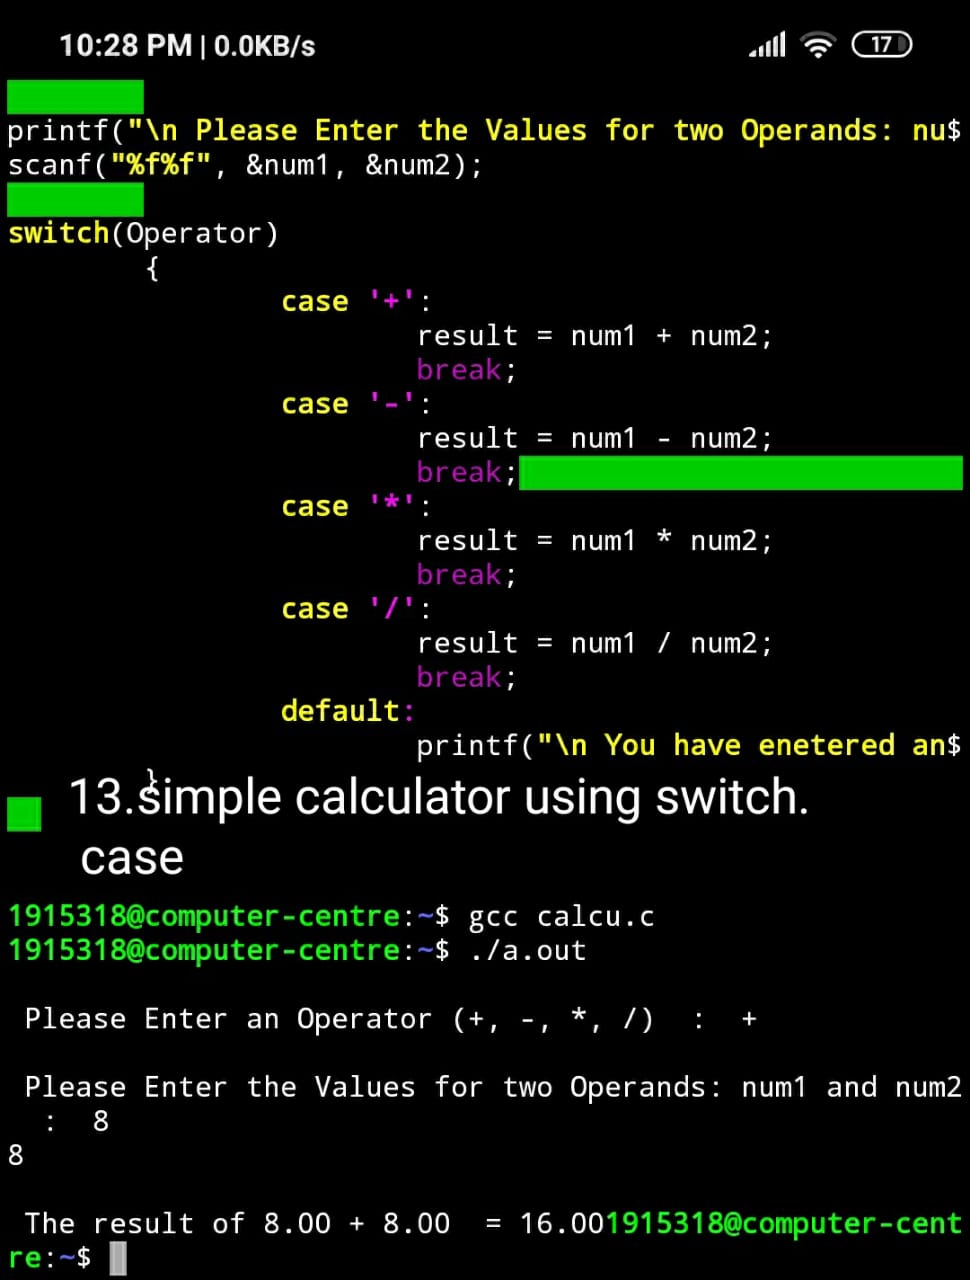 10:28 PM | 0.0KB/s 17
printf("\n Please Enter the Values for two Operands: nu$
scanf("%f%f", &num1, &num2);
switch(Operator)
{
case '+':
result = num1 + num2;
break;
case '-':
result = num1 - num2;
break;
case '*':
result = num1 * num2;
break;
case '/':
result = num1 / num2;
break;
default:
printf("\n You have enetered an$
}
13.simple calculator using switch.
case
1915318@computer-centre:~$ gcc calcu.c
1915318@computer-centre:~$ ./a.out
Please Enter an Operator (+, -, *, /)  :  +
Please Enter the Values for two Operands: num1 and num2
:  8
8
The result of 8.00 + 8.00  = 16.001915318@computer-cent
re:~$